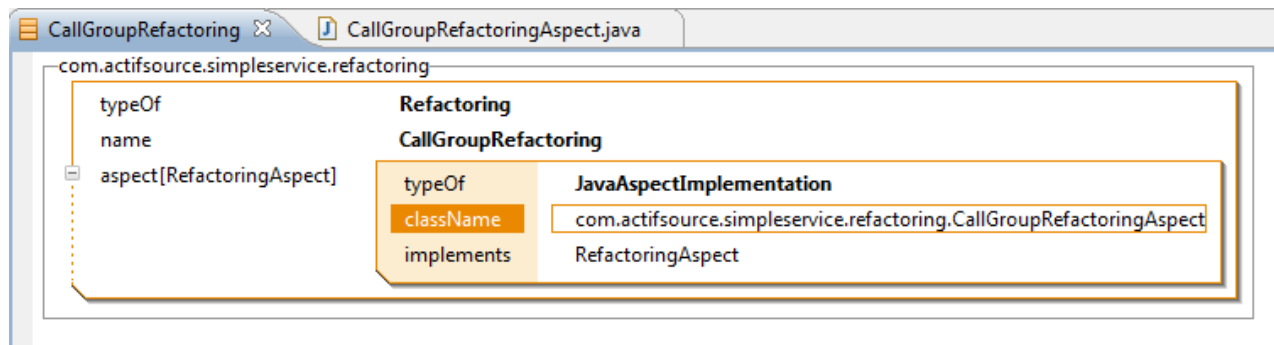 CallGroupRefactoring CallGroupRefactoringAspect.java
com.actifsource.simpleservice.refactoring
typeOf Refactoring
name CallGroupRefactoring
aspect[RefactoringAspect]
typeOf JavaAspectImplementation
className com.actifsource.simpleservice.refactoring.CallGroupRefactoringAspect
implements RefactoringAspect